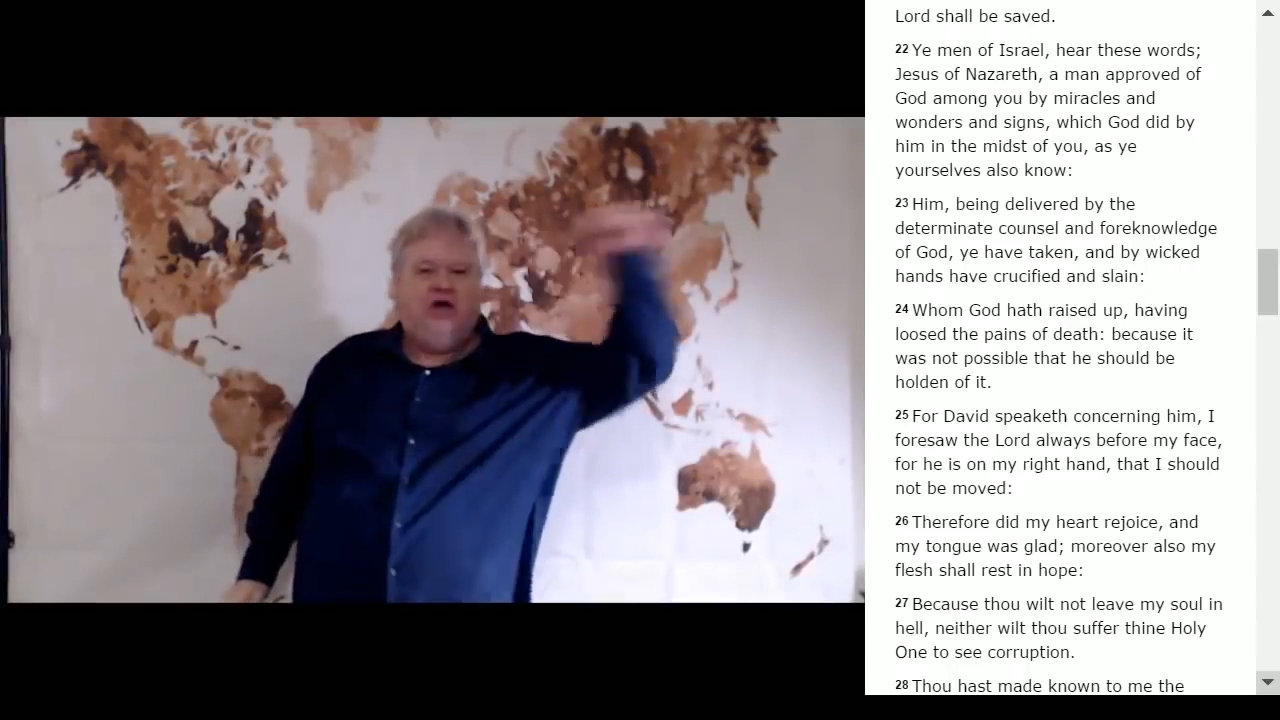 Lord shall be saved.
22 Ye men of Israel, hear these words;
Jesus of Nazareth, a man approved of
God among you by miracles and
wonders and signs, which God did by
him in the midst of you, as ye
yourselves also know:
23 Him, being delivered by the
determinate counsel and foreknowledge
of God, ye have taken, and by wicked
hands have crucified and slain:
24 Whom God hath raised up, having
loosed the pains of death: because it
was not possible that he should be
holden of it.
25 For David speaketh concerning him, I
foresaw the Lord always before my face,
for he is on my right hand, that I should
not be moved:
26 Therefore did my heart rejoice, and
my tongue was glad; moreover also my
flesh shall rest in hope:
27 Because thou wilt not leave my soul in
hell, neither wilt thou suffer thine Holy
One to see corruption.
28 Thou hast made known to me the